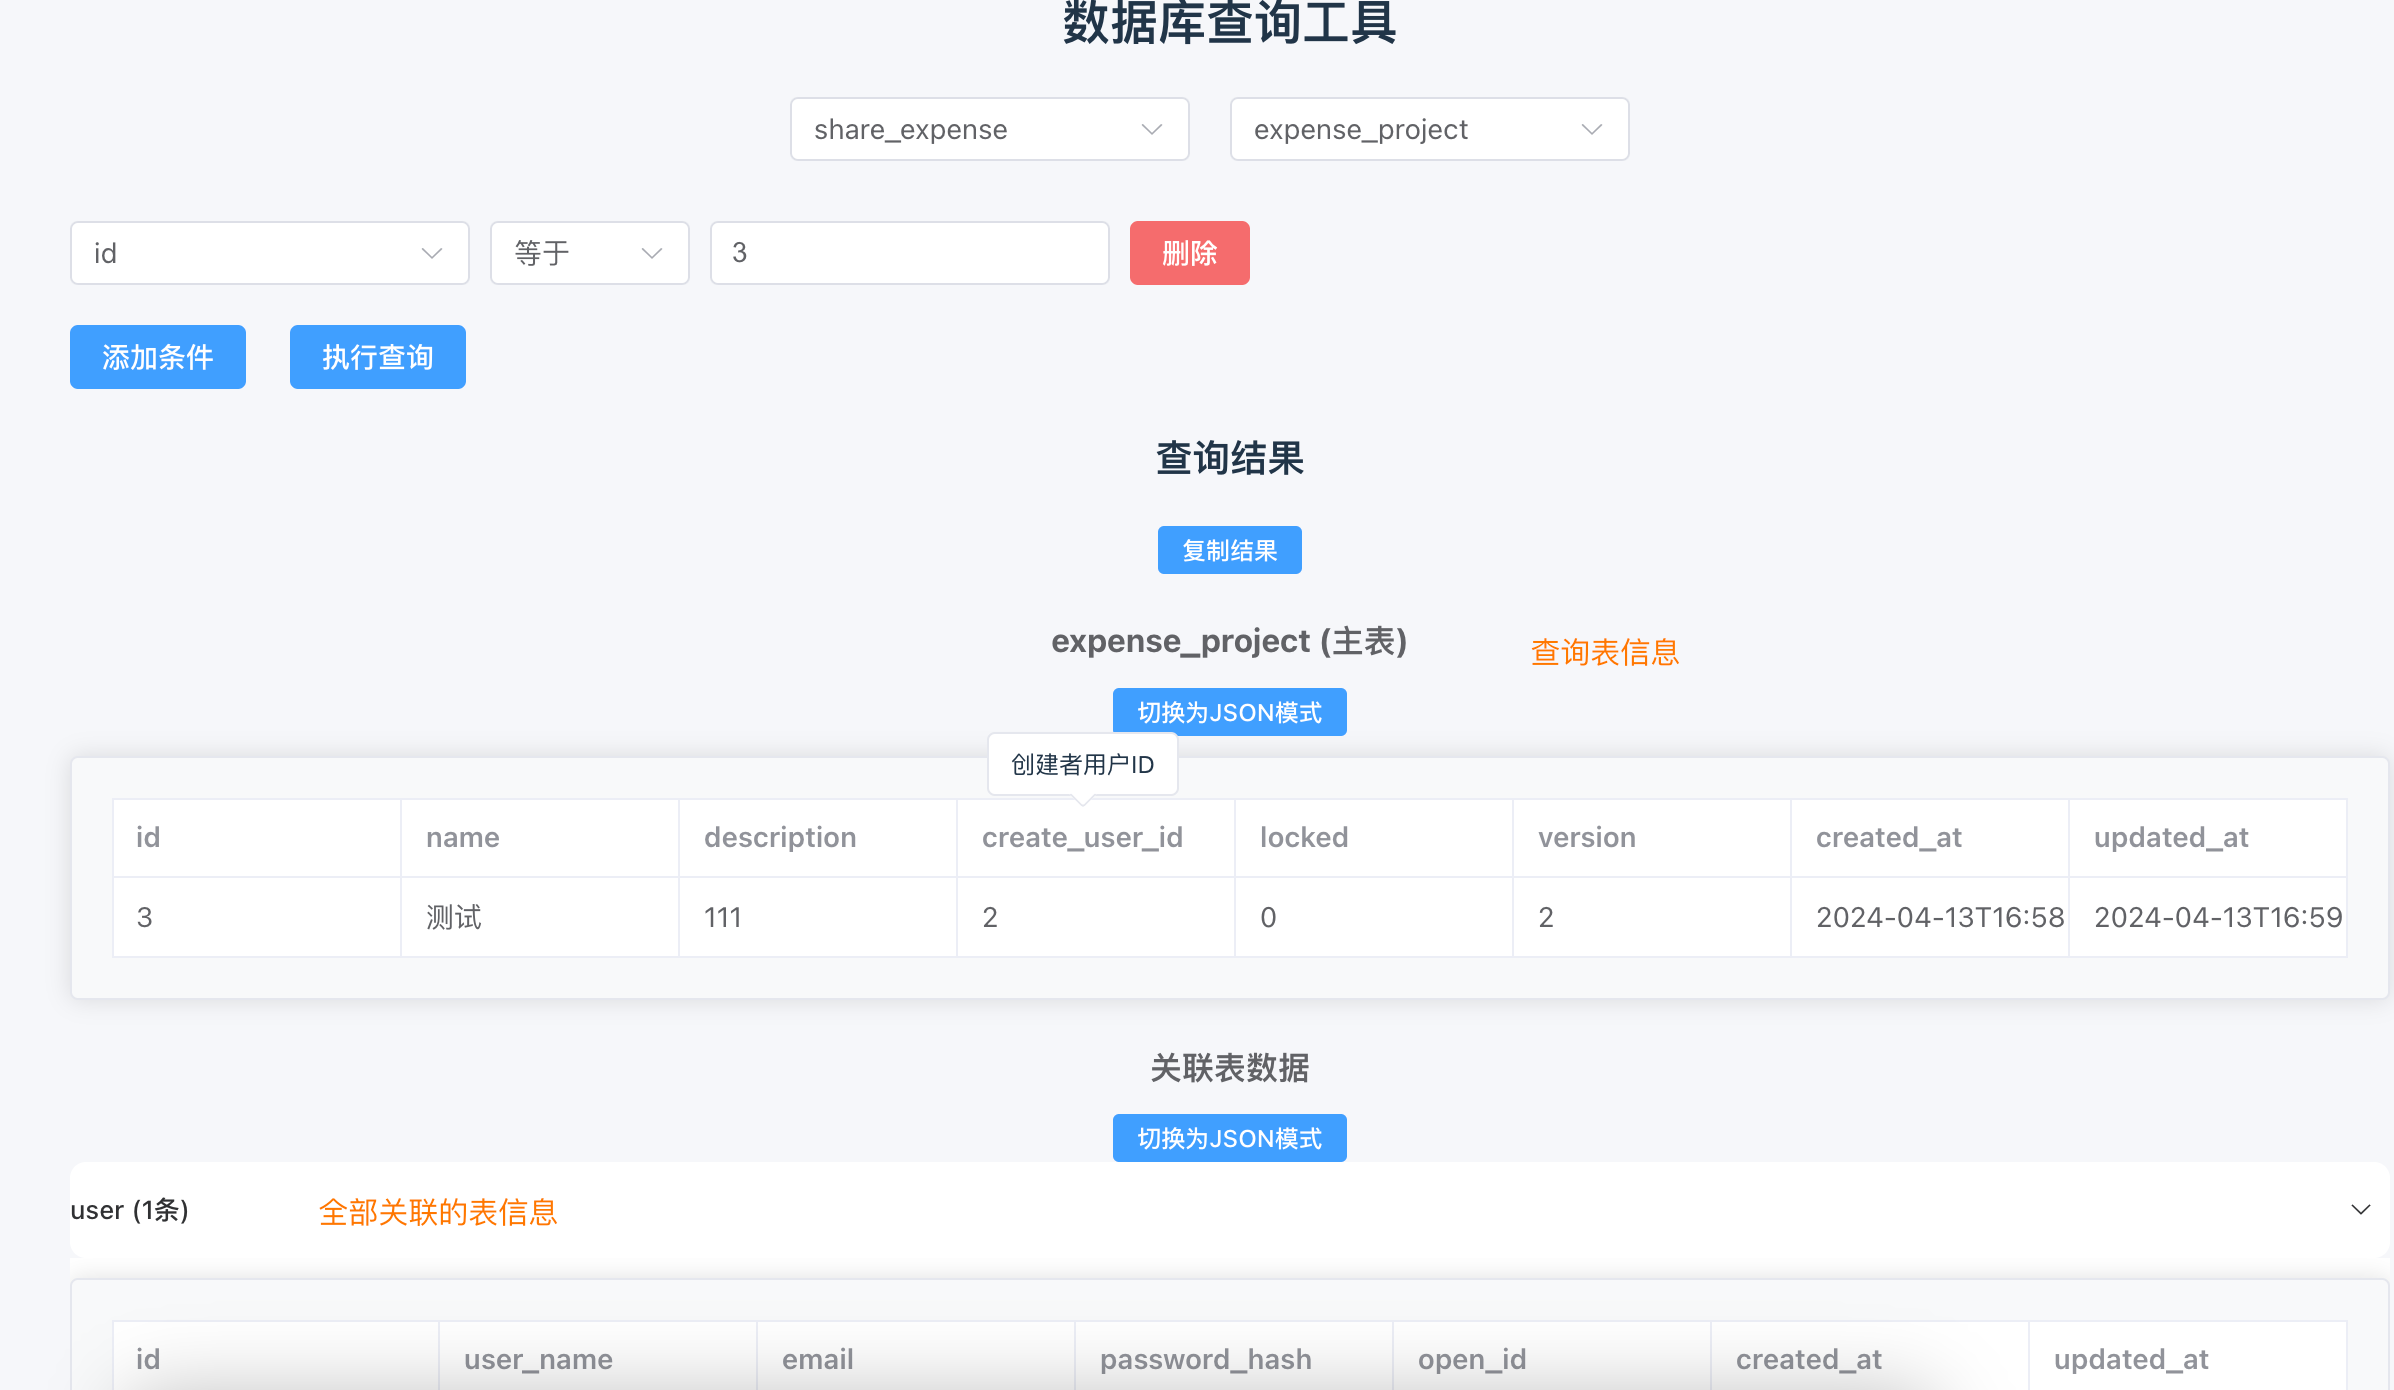 数据库查询工具
share_expense expense_project
id 等于 3 删除
添加条件 执行查询
查询结果
复制结果
expense_project (主表) 查询表信息
切换为JSON模式
创建者用户ID
id name description create_user_id locked version created_at updated_at
3 测试 111 2 0 2 2024-04-13T16:58 2024-04-13T16:59
关联表数据
切换为JSON模式
user (1条) 全部关联的表信息
id user_name email password_hash open_id created_at updated_at